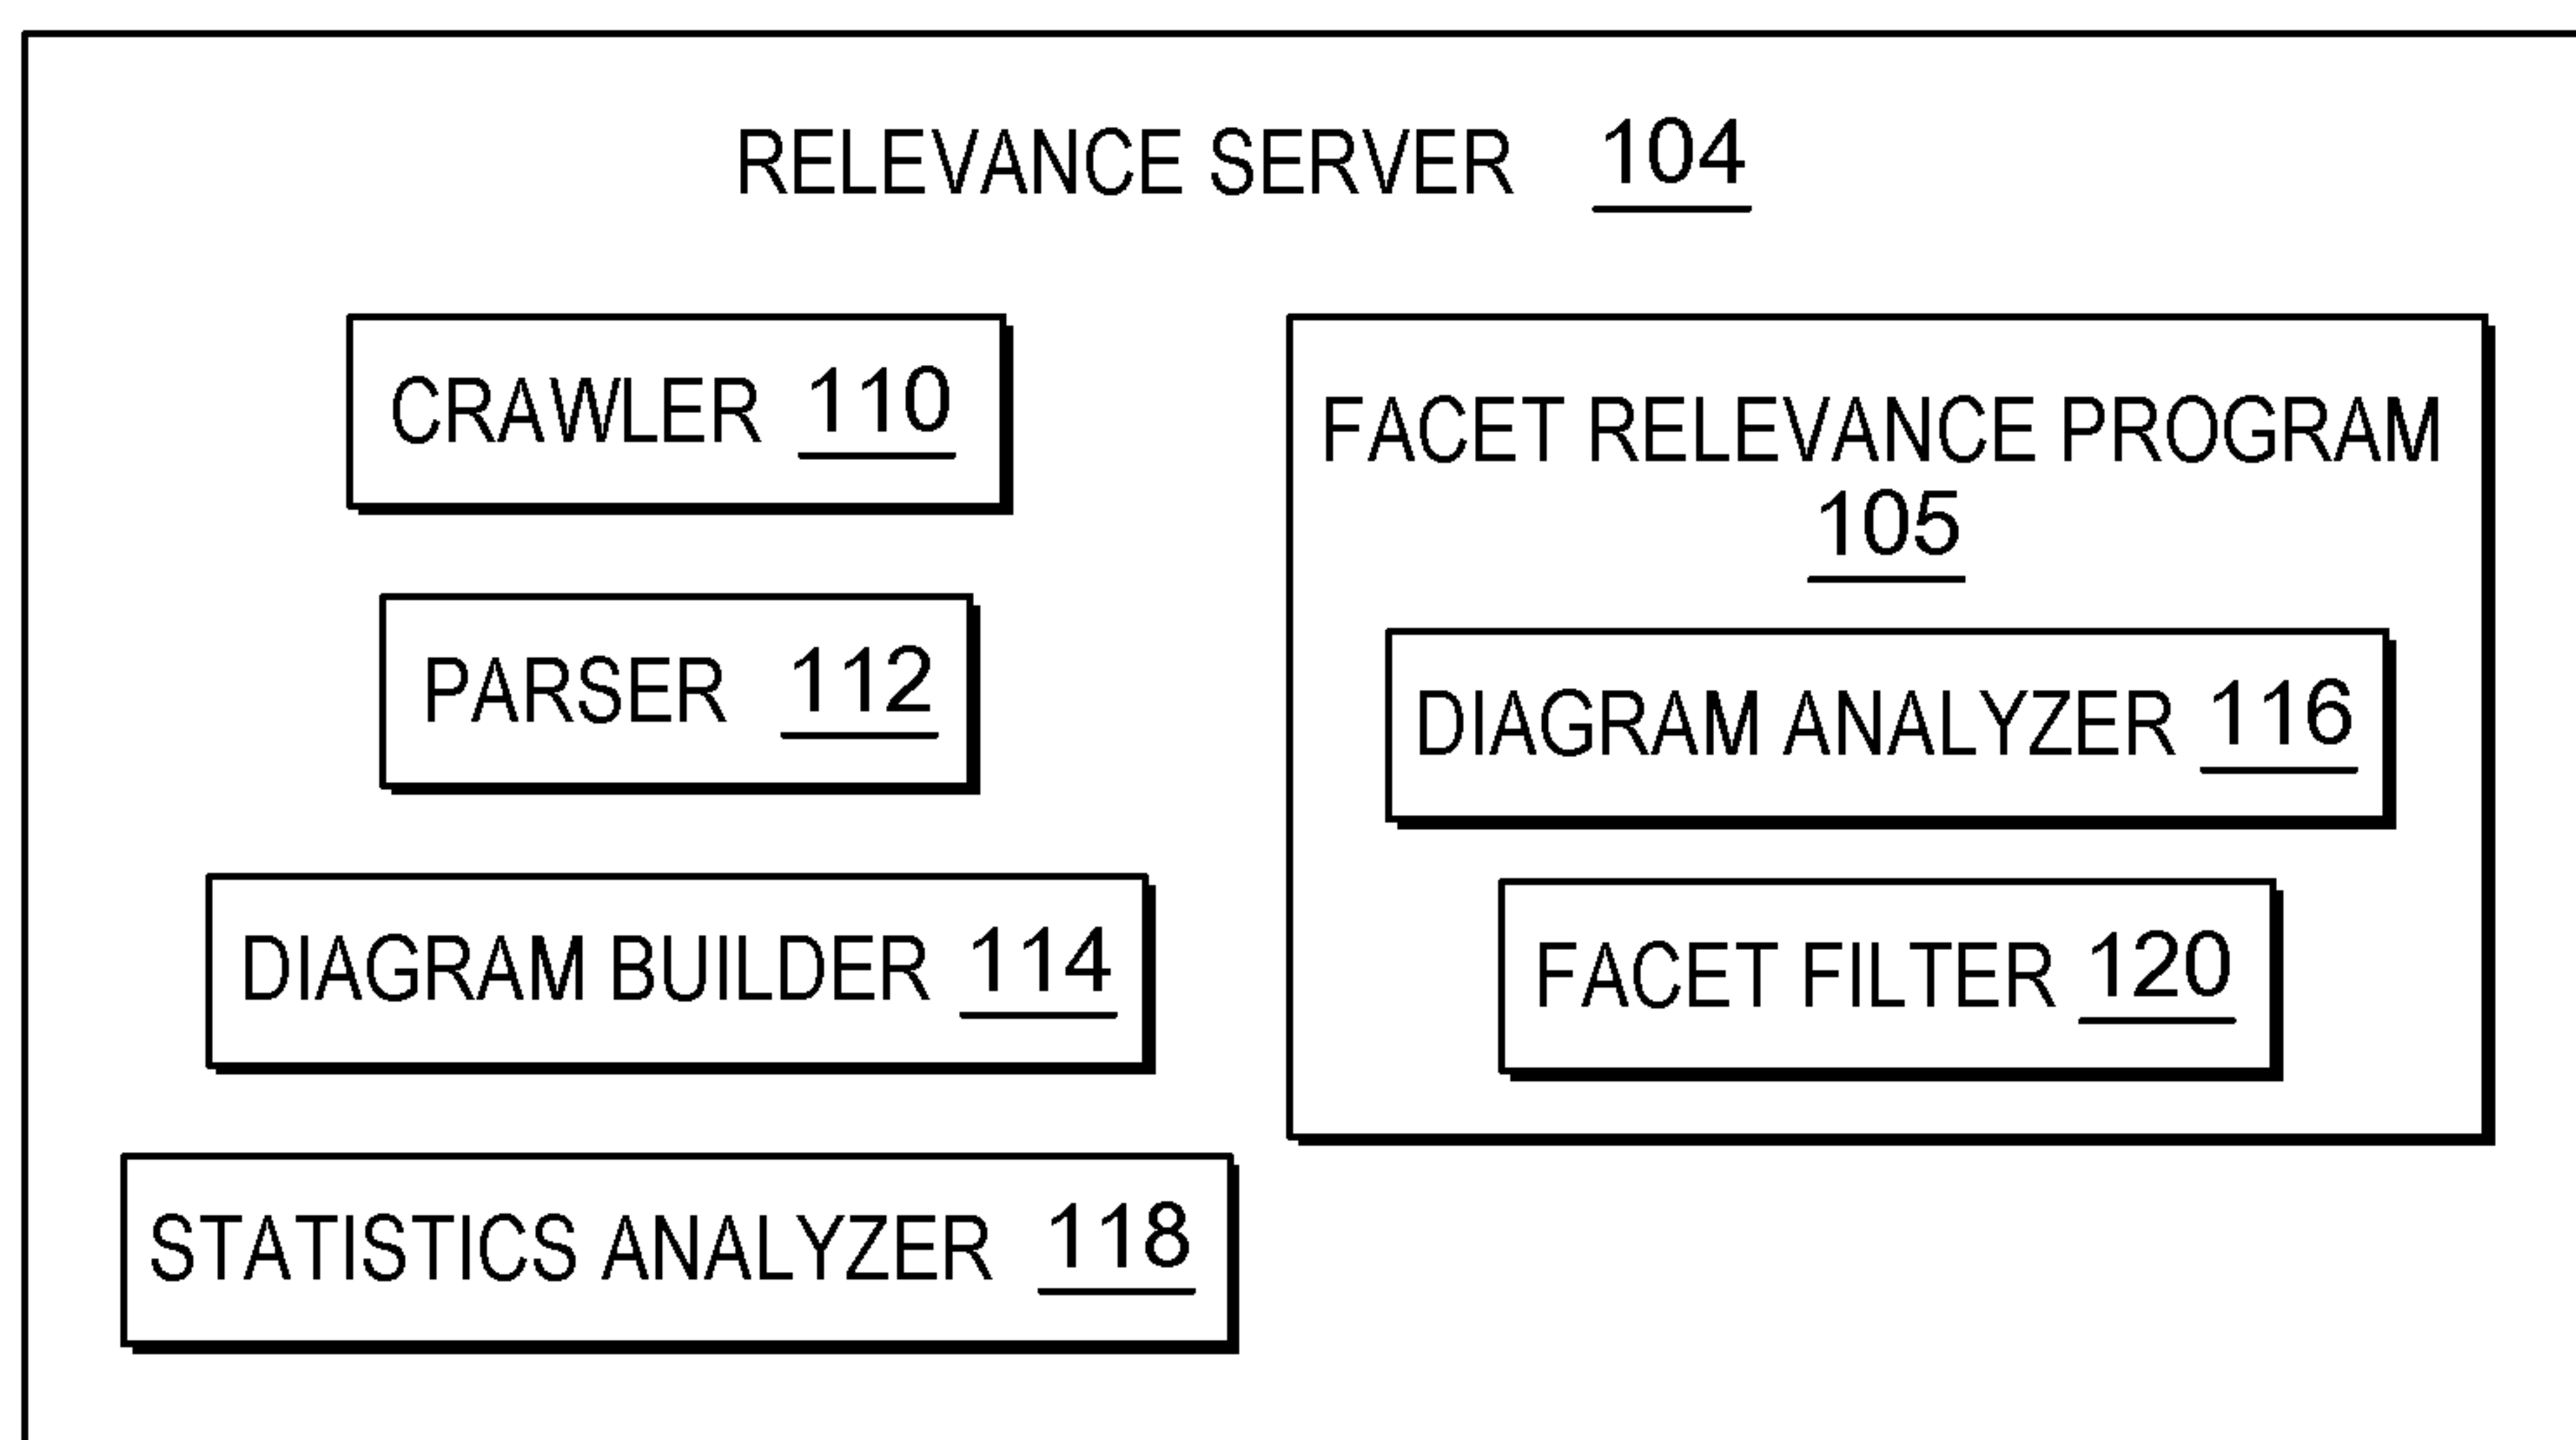 RELEVANCE SERVER 104
CRAWLER 110
PARSER 112
DIAGRAM BUILDER 114
STATISTICS ANALYZER 118
FACET RELEVANCE PROGRAM
105
DIAGRAM ANALYZER 116
FACET FILTER 120